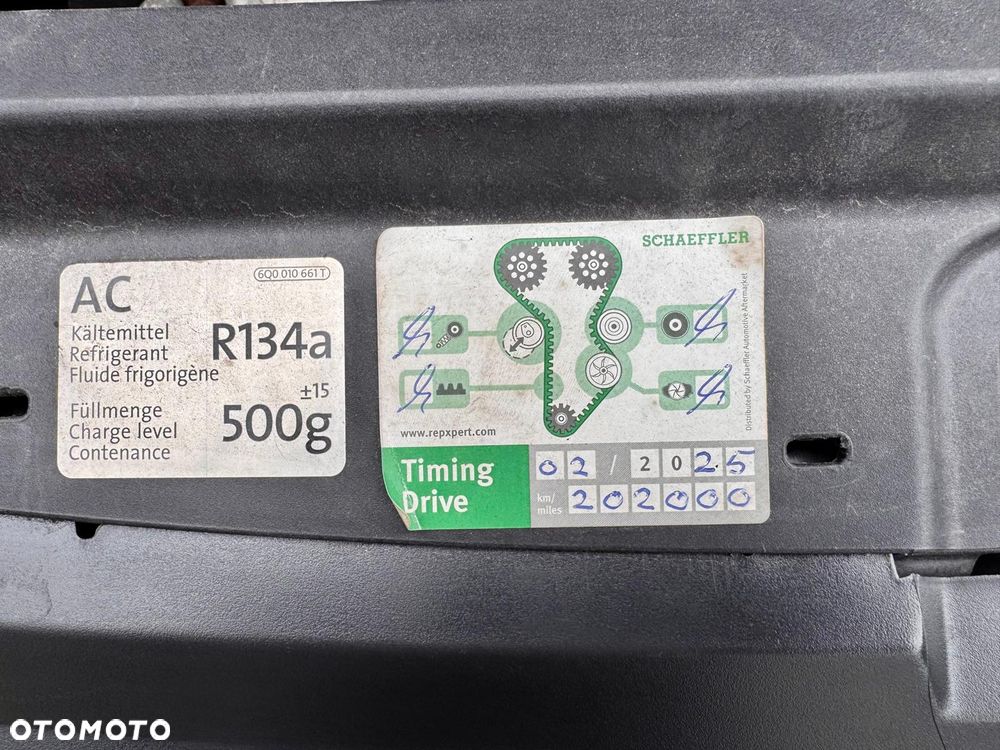 AC
6Q0 010 661 T
Kältemittel
Refrigerant
Fluide frigorigène
R134a
Füllmenge
Charge level
Contenance
±15
500g
SCHAEFFLER
Distributed by Schaeffler Automotive Aftermarket
www.repxpert.com
Timing
Drive
02 / 2025
km/
miles
202000
OTOMOTO